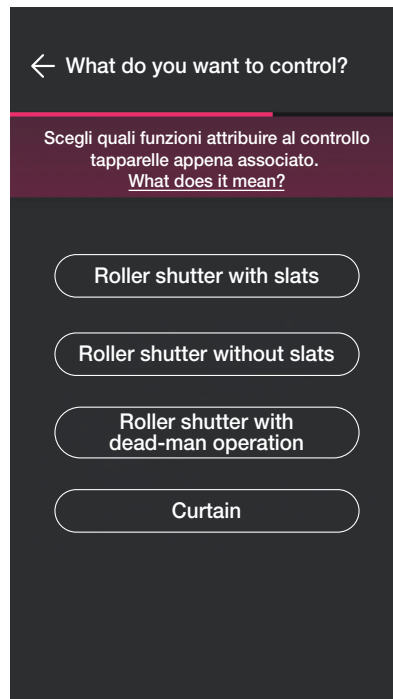 What do you want to control?
Scegli quali funzioni attribuire al controllo
tapparelle appena associato.
What does it mean?
Roller shutter with slats
Roller shutter without slats
Roller shutter with
dead-man operation
Curtain